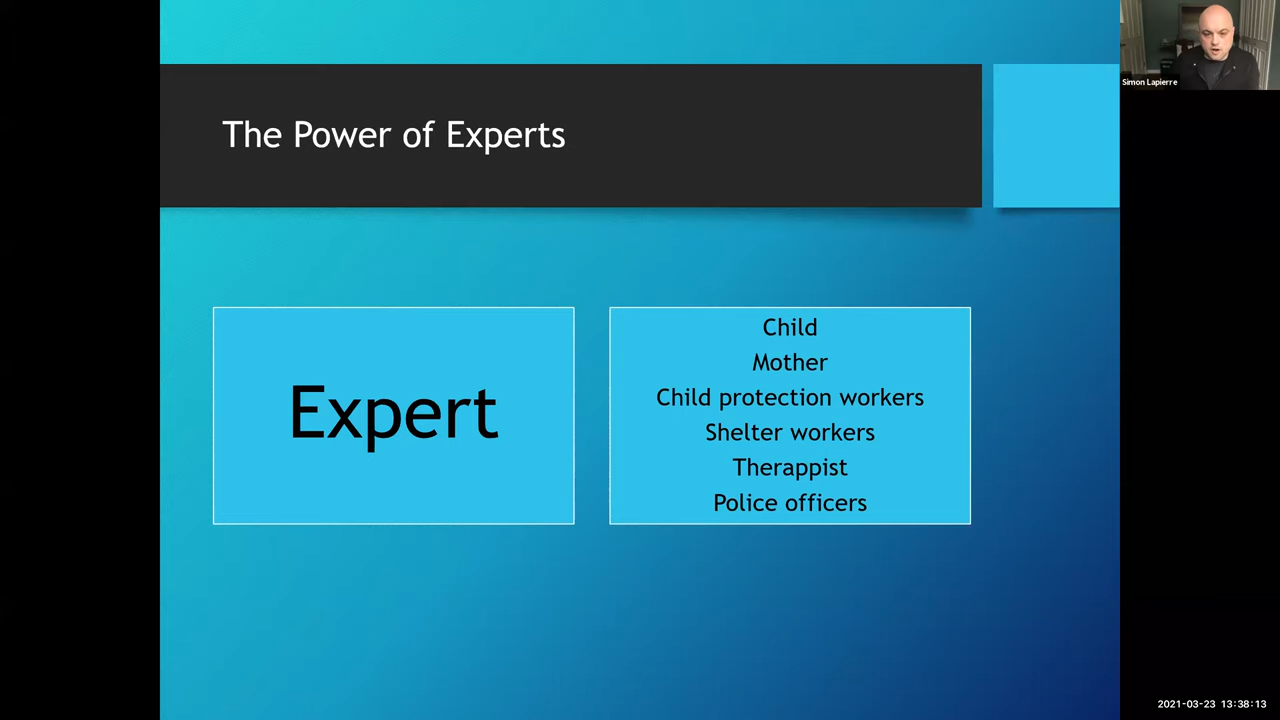 The Power of Experts
Simon Lapierre
Expert
Child
Mother
Child protection workers
Shelter workers
Therappist
Police officers
2021-03-23 13:38:13